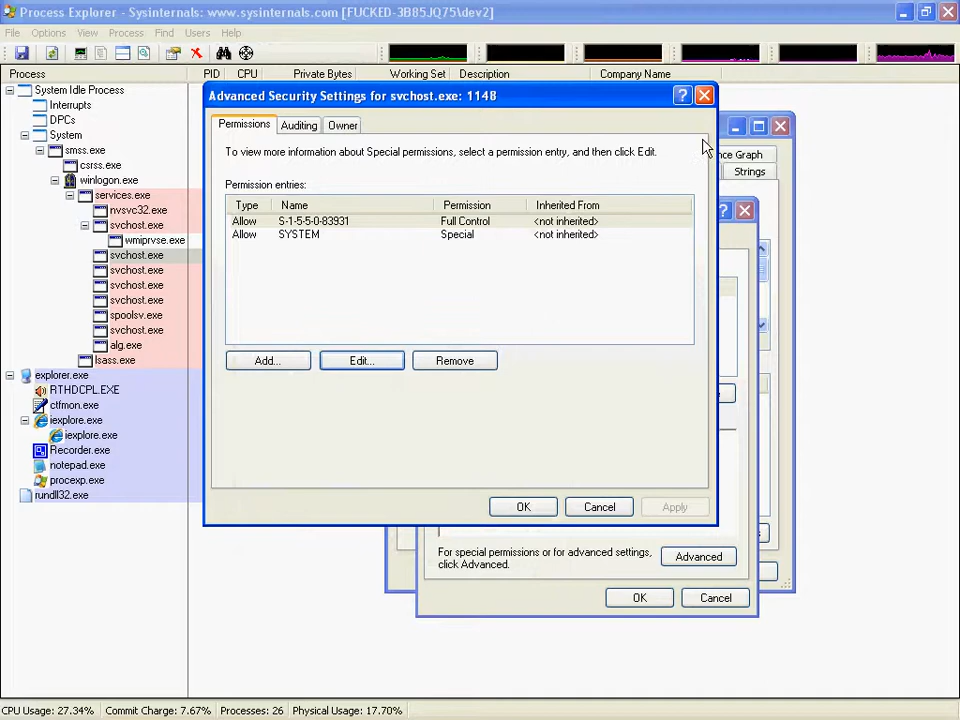 Process Explorer - Sysinternals: www.sysinternals.com [FUCKED-3B85JQ75\dev2]
File Options View Process Find Users Help
Process PID CPU Private Bytes Working Set Description Company Name
System Idle Process
Interrupts
DPCs
System
smss.exe
csrss.exe
winlogon.exe
services.exe
nvsvc32.exe
svchost.exe
wmiprvse.exe
svchost.exe
svchost.exe
svchost.exe
svchost.exe
spoolsv.exe
svchost.exe
alg.exe
lsass.exe
explorer.exe
RTHDCPL.EXE
ctfmon.exe
iexplore.exe
iexplore.exe
Recorder.exe
notepad.exe
procexp.exe
rundll32.exe
Advanced Security Settings for svchost.exe: 1148
Permissions Auditing Owner
To view more information about Special permissions, select a permission entry, and then click Edit.
Permission entries:
Type Name Permission Inherited From
Allow S-1-5-5-0-83931 Full Control <not inherited>
Allow SYSTEM Special <not inherited>
Add... Edit... Remove
OK Cancel Apply
nce Graph
Strings
For special permissions or for advanced settings,
click Advanced.
Advanced
OK Cancel
CPU Usage: 27.34% Commit Charge: 7.67% Processes: 26 Physical Usage: 17.70%